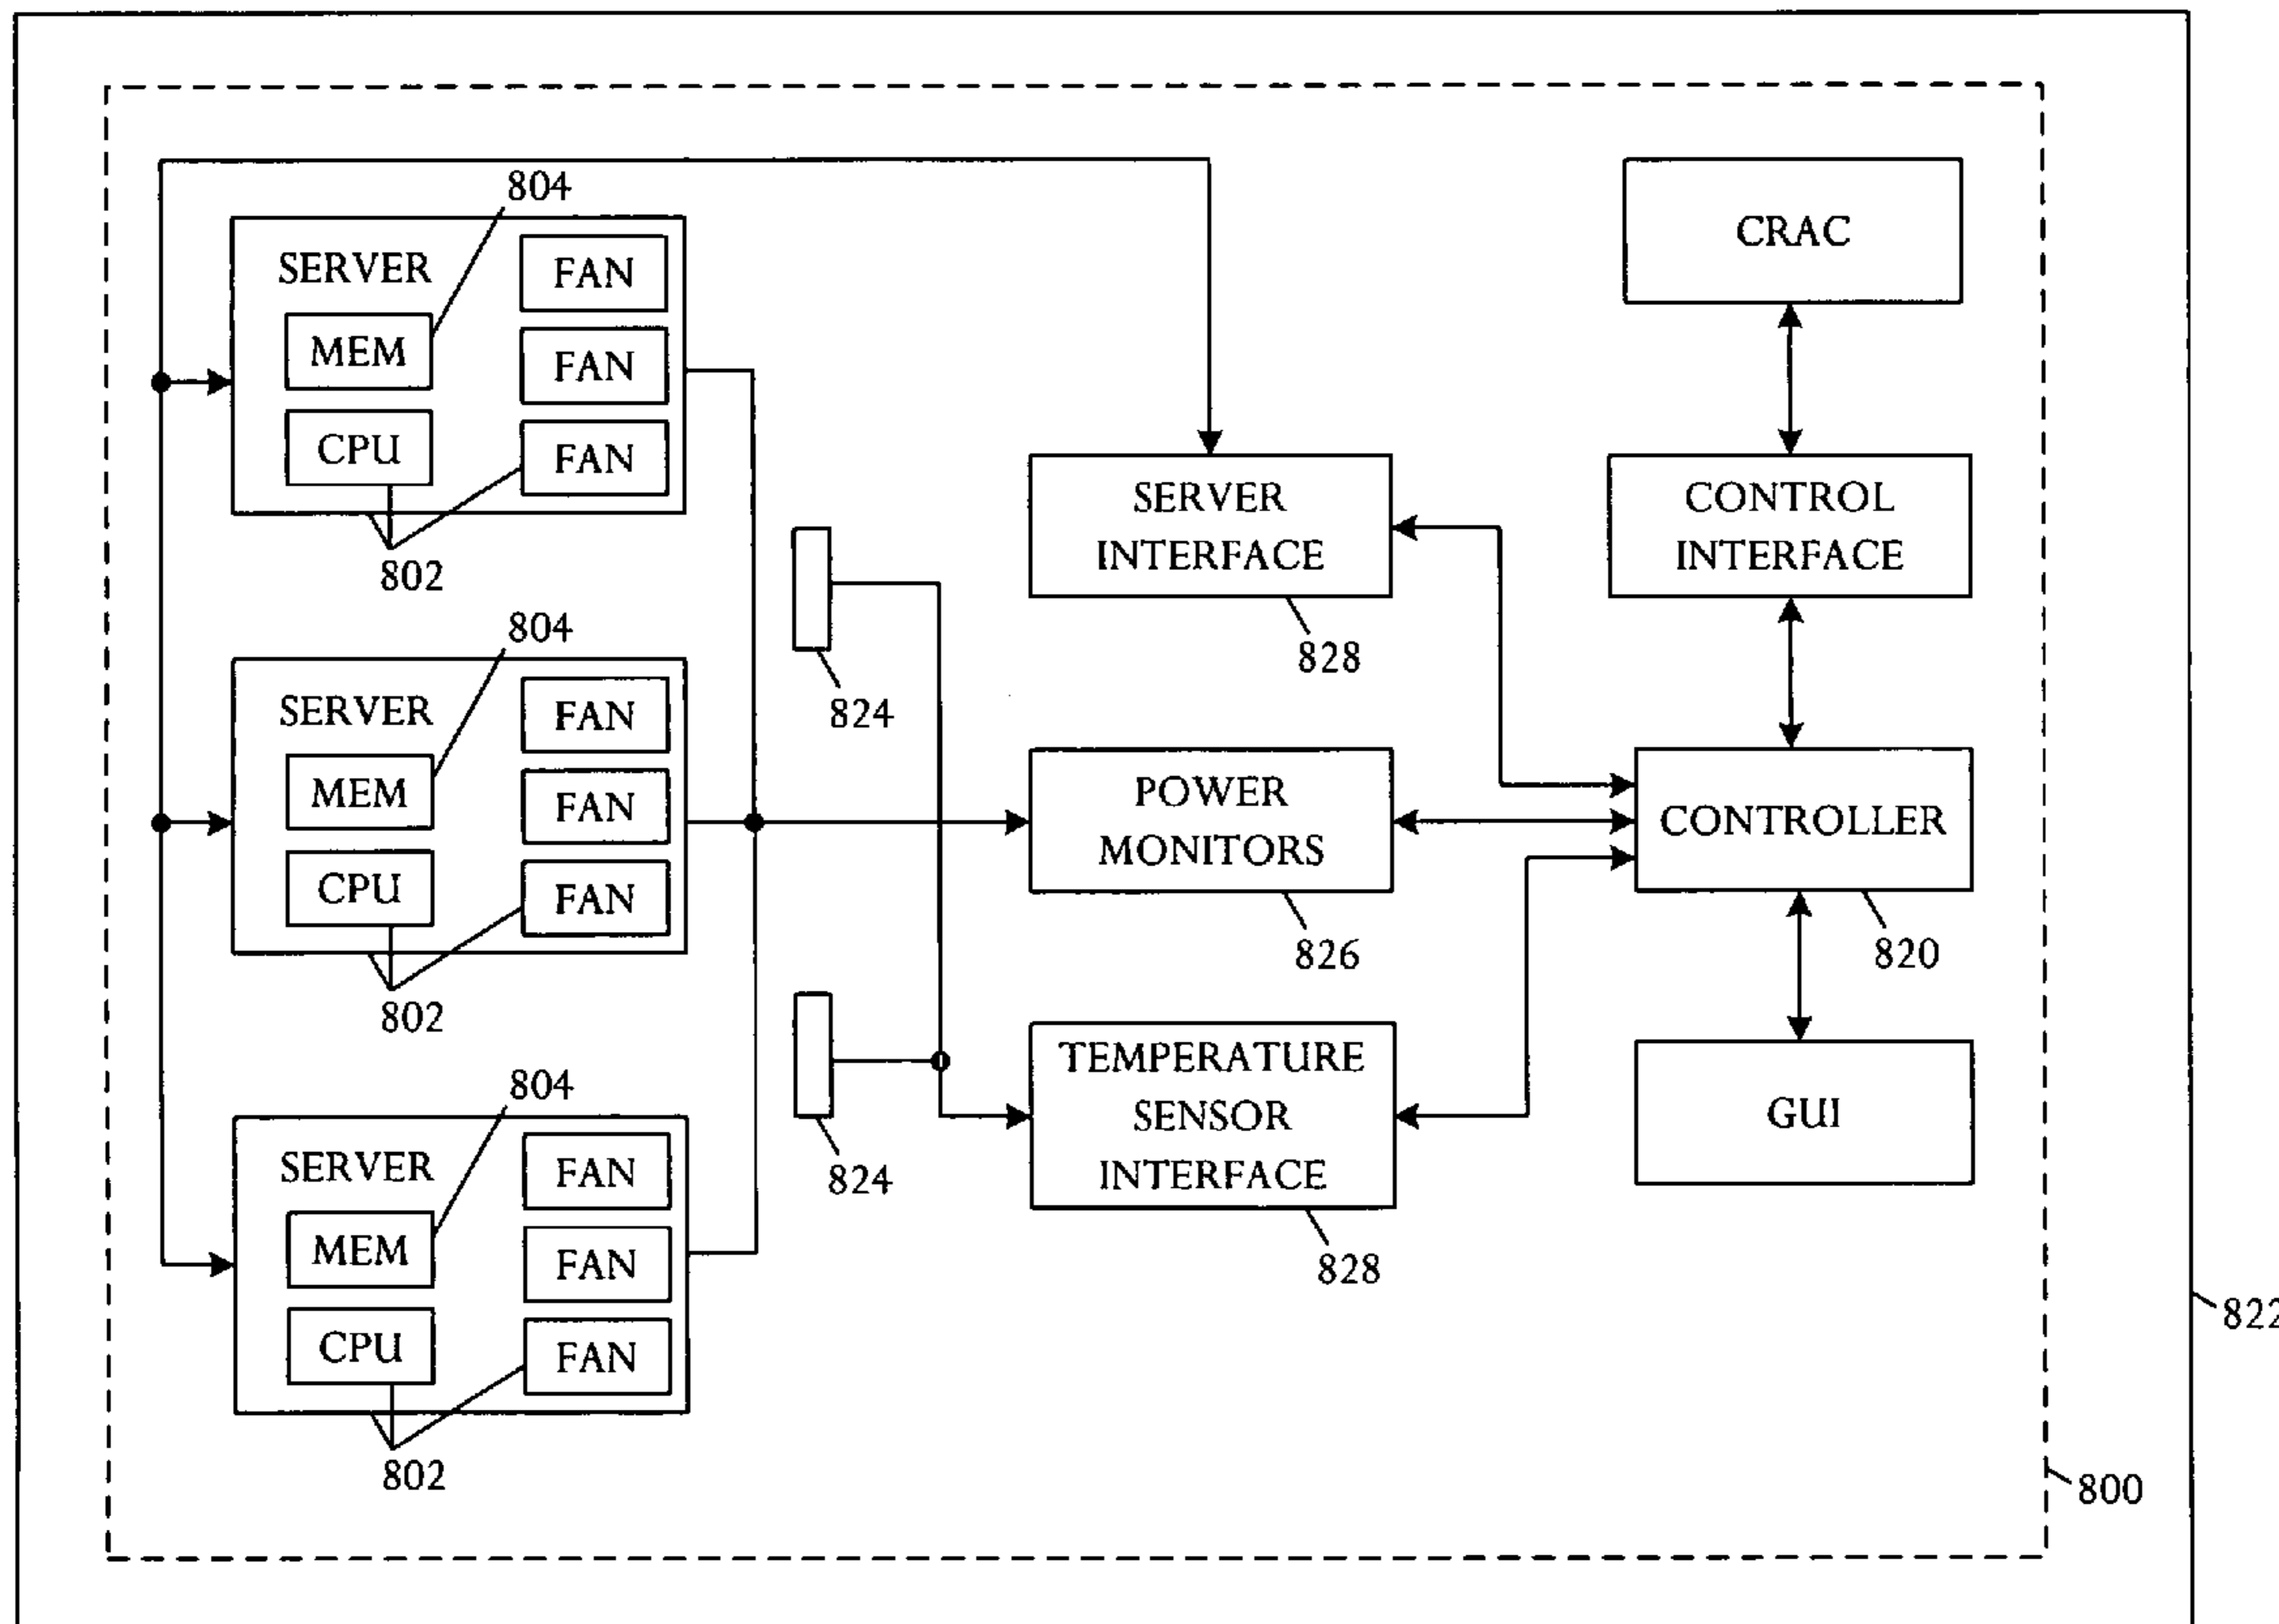 804
SERVER
FAN
MEM
FAN
CPU
FAN
802
804
SERVER
FAN
MEM
FAN
CPU
FAN
802
804
SERVER
FAN
MEM
FAN
CPU
FAN
802
824
824
SERVER
INTERFACE
828
POWER
MONITORS
826
TEMPERATURE
SENSOR
INTERFACE
828
CRAC
CONTROL
INTERFACE
CONTROLLER
820
GUI
822
800